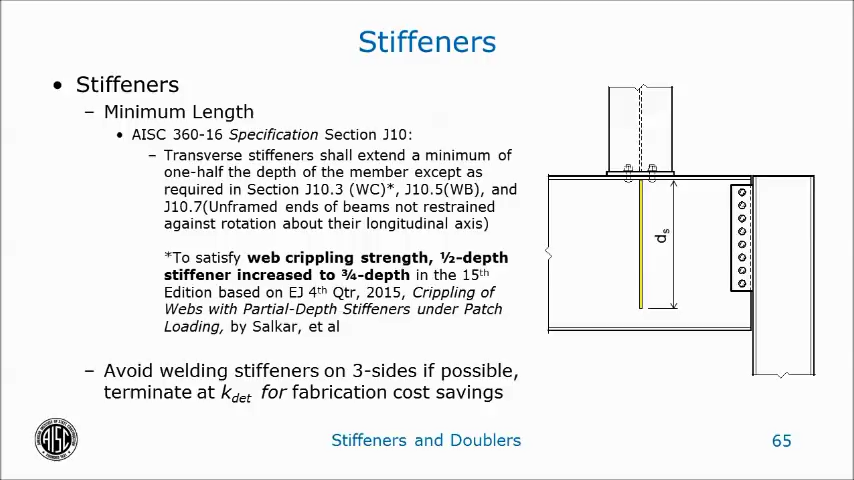 Stiffeners
• Stiffeners
– Minimum Length
• AISC 360-16 Specification Section J10:
– Transverse stiffeners shall extend a minimum of
one-half the depth of the member except as
required in Section J10.3 (WC)*, J10.5(WB), and
J10.7(Unframed ends of beams not restrained
against rotation about their longitudinal axis)
*To satisfy web crippling strength, ½-depth
stiffener increased to ¾-depth in the 15th
Edition based on EJ 4th Qtr, 2015, Crippling of
Webs with Partial-Depth Stiffeners under Patch
Loading, by Salkar, et al
– Avoid welding stiffeners on 3-sides if possible,
terminate at kdet for fabrication cost savings
ds
AISC
Stiffeners and Doublers
65